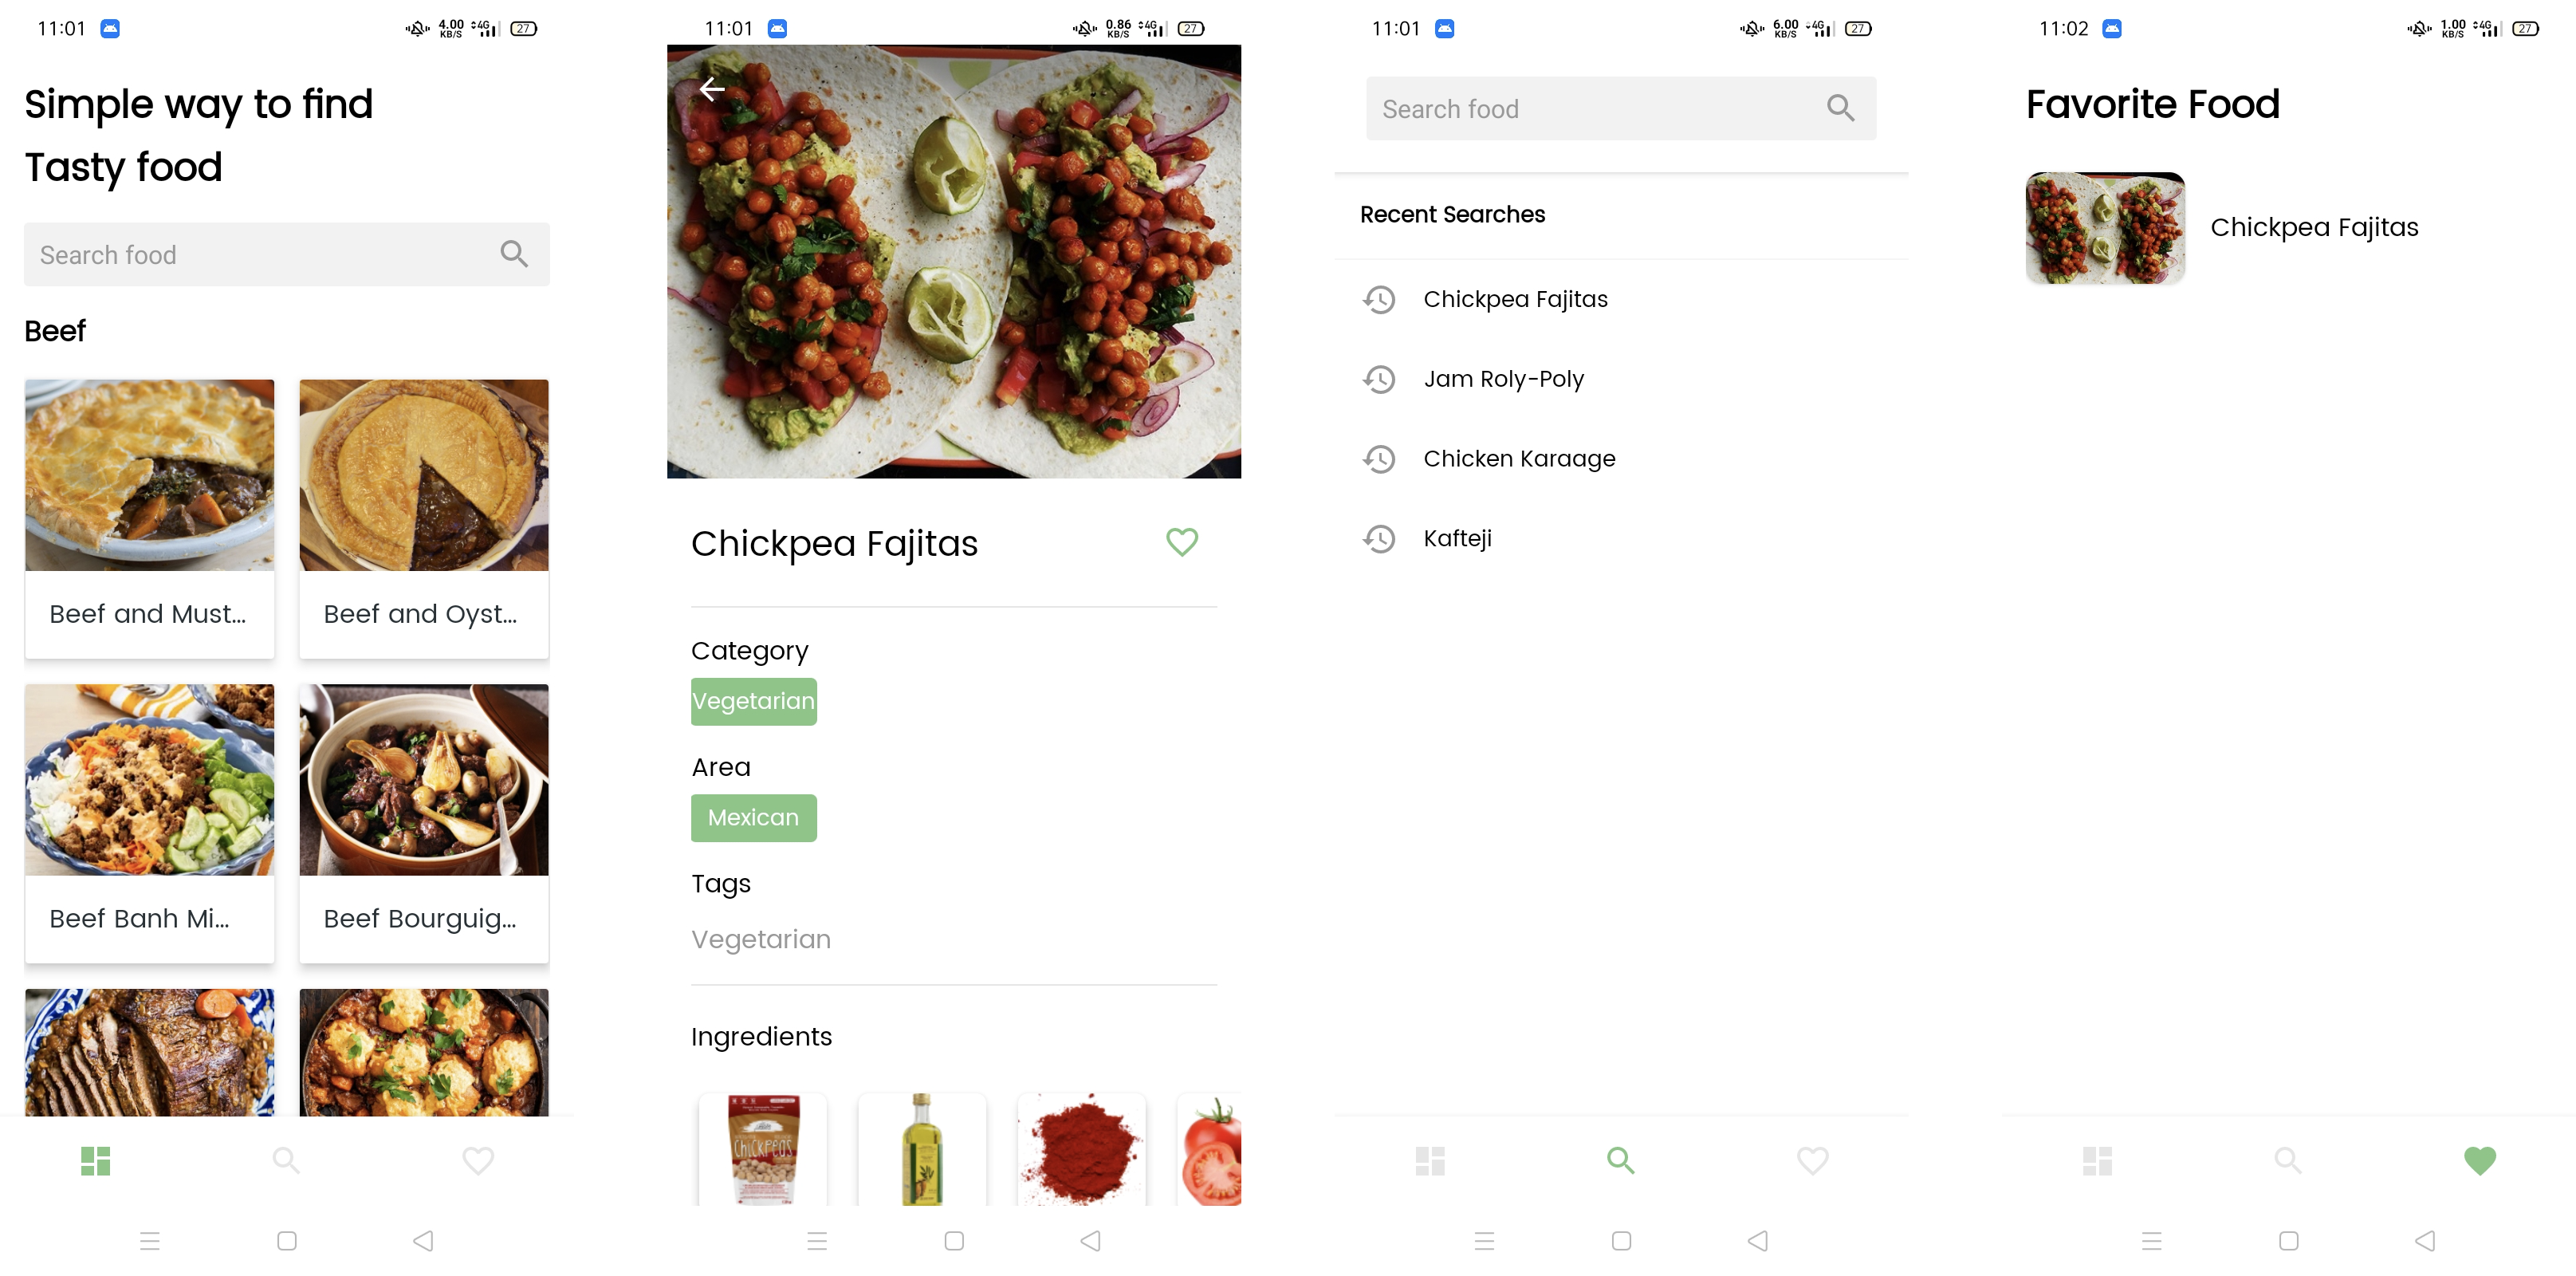 11:01
4.00
KB/S
4G
27
Simple way to find
Tasty food
Search food
Beef
Beef and Must...
Beef and Oyst...
Beef Banh Mi...
Beef Bourguig...
11:01
0.86
KB/S
4G
27
Chickpea Fajitas
Category
Vegetarian
Area
Mexican
Tags
Vegetarian
Ingredients
Chickpeas
11:01
6.00
KB/S
4G
27
Search food
Recent Searches
Chickpea Fajitas
Jam Roly-Poly
Chicken Karaage
Kafteji
11:02
1.00
KB/S
4G
27
Favorite Food
Chickpea Fajitas